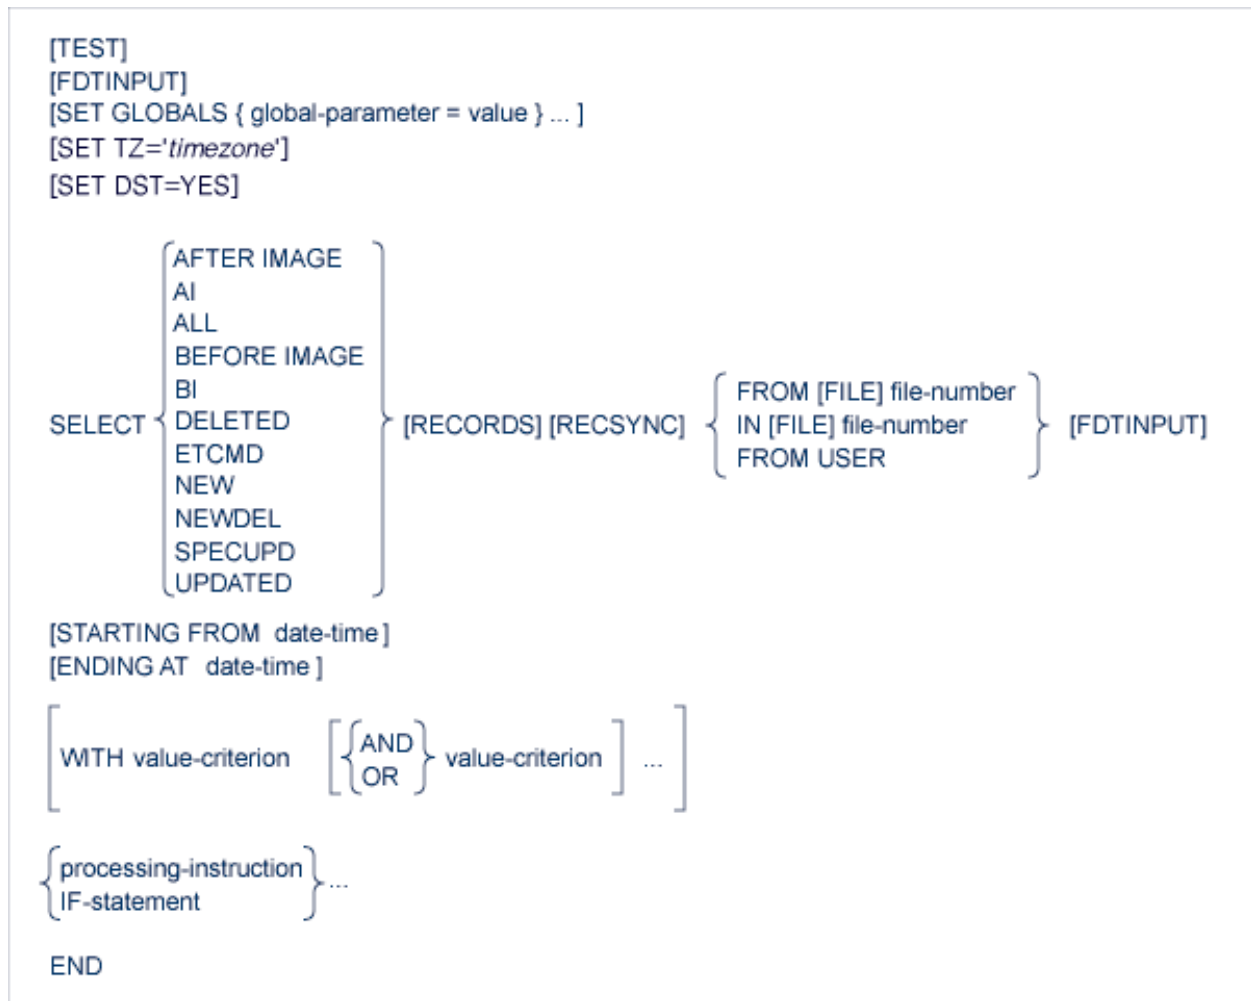 [TEST]
[FDTINPUT]
[SET GLOBALS { global-parameter = value } ... ]
[SET TZ='timezone']
[SET DST=YES]
SELECT
AFTER IMAGE
AI
ALL
BEFORE IMAGE
BI
DELETED
ETCMD
NEW
NEWDEL
SPECUPD
UPDATED
[RECORDS] [RECSYNC]
FROM [FILE] file-number
IN [FILE] file-number
FROM USER
[FDTINPUT]
[STARTING FROM date-time ]
[ENDING AT date-time ]
WITH value-criterion
AND
OR
value-criterion
...
processing-instruction
IF-statement
...
END